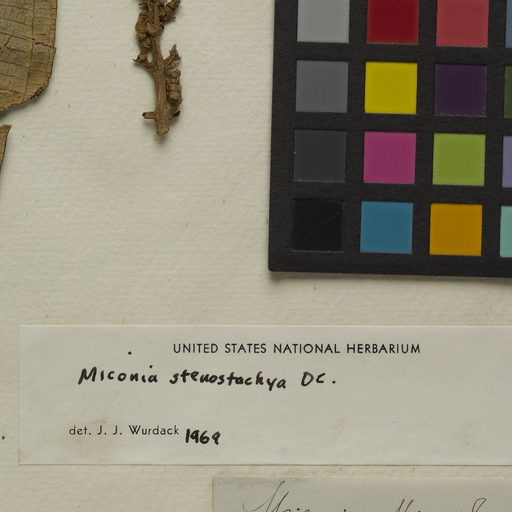 UNITED STATES NATIONAL HERBARIUM
Miconia stenostachya DC.
det. J. J. Wurdack 1969